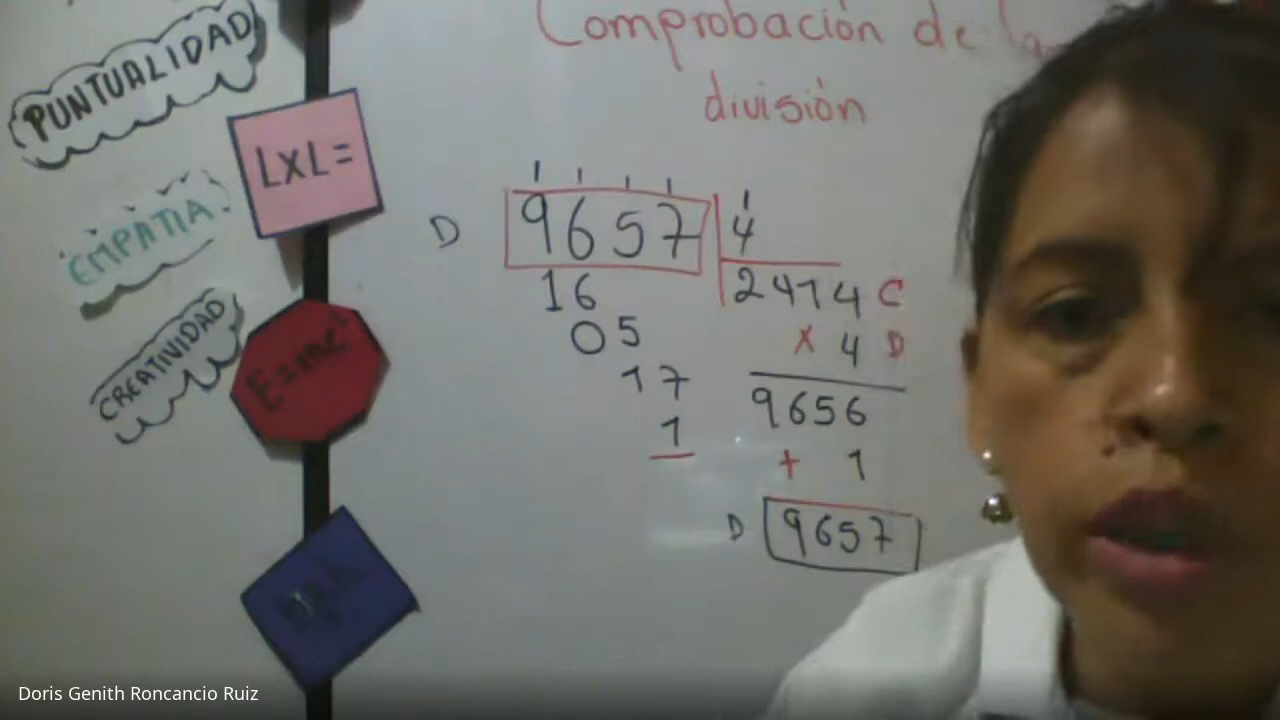 Comprobación de la
división
PUNTUALIDAD
LxL=
EMPATIA
CREATIVIDAD
E=mc²
D 9657 4
16 2414 C
05 x 4 D
17 9656
1 + 1
D 9657
Doris Genith Roncancio Ruiz